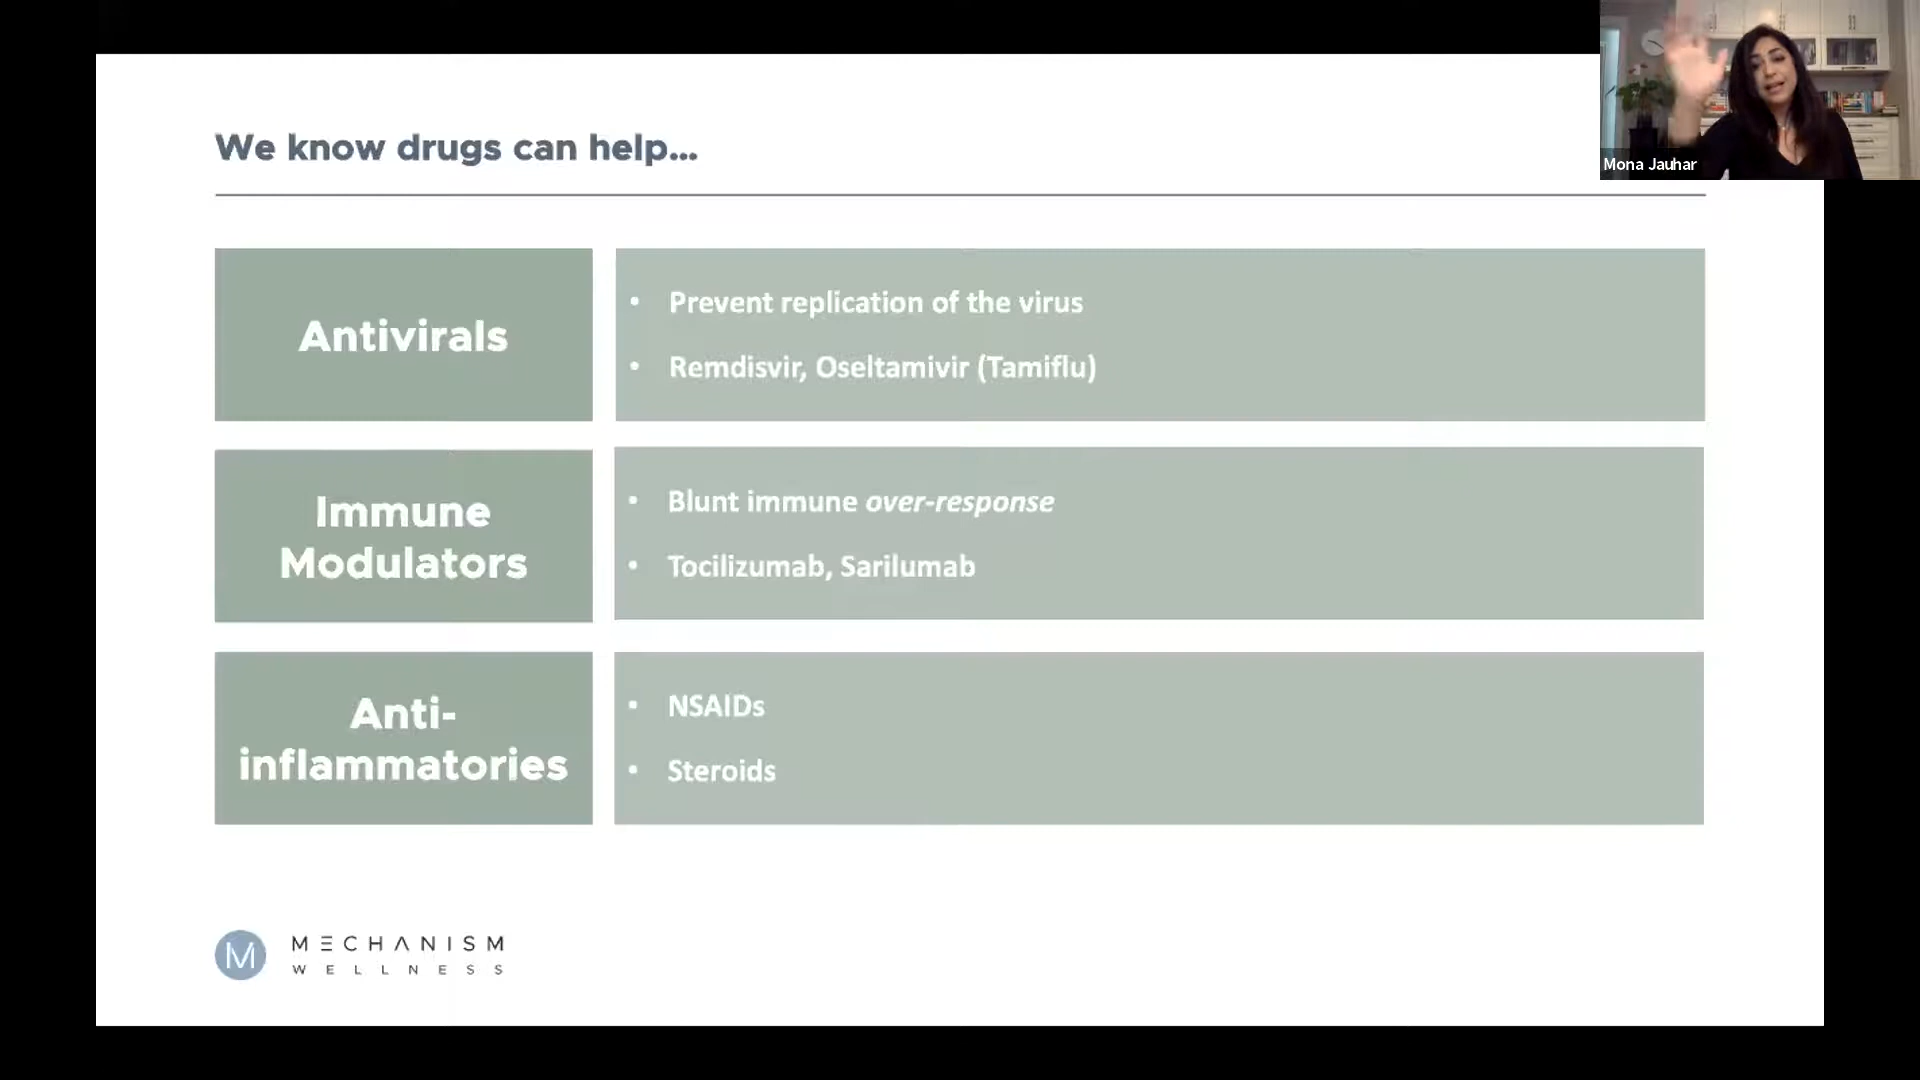 Mona Jauhar
We know drugs can help...
Antivirals
• Prevent replication of the virus
• Remdisvir, Oseltamivir (Tamiflu)
Immune
Modulators
• Blunt immune over-response
• Tocilizumab, Sarilumab
Anti-
inflammatories
• NSAIDs
• Steroids
M
MECHANISM
WELLNESS